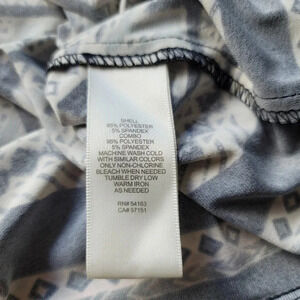 SHELL
95% POLYESTER
5% SPANDEX
COMBO
95% POLYESTER
5% SPANDEX
MACHINE WASH COLD
WITH SIMILAR COLORS
ONLY NON-CHLORINE
BLEACH WHEN NEEDED
TUMBLE DRY LOW
WARM IRON
AS NEEDED
RN# 54163
CA# 57151